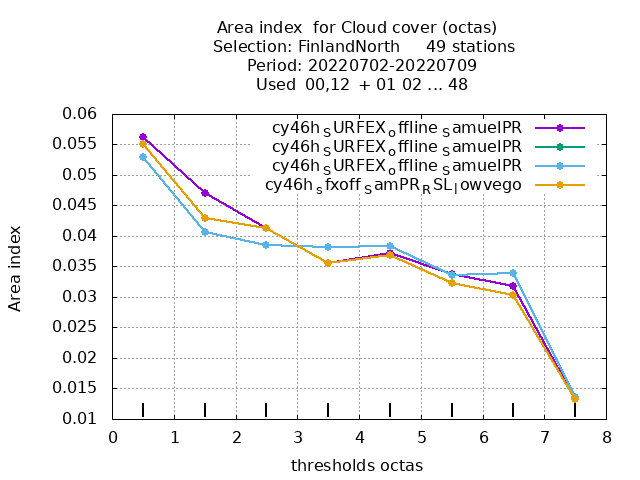 Area index  for Cloud cover (octas)
Selection: FinlandNorth     49 stations
Period: 20220702-20220709
Used  00,12  + 01 02 ... 48
cy46h_SURFEX_offline_SamuelPR
cy46h_SURFEX_offline_SamuelPR
cy46h_SURFEX_offline_SamuelPR
cy46h_sfxoff_SamPR_RSL_lowvego
0.06
0.055
0.05
0.045
0.04
0.035
0.03
0.025
0.02
0.015
0.01
Area index
0 1 2 3 4 5 6 7 8
thresholds octas